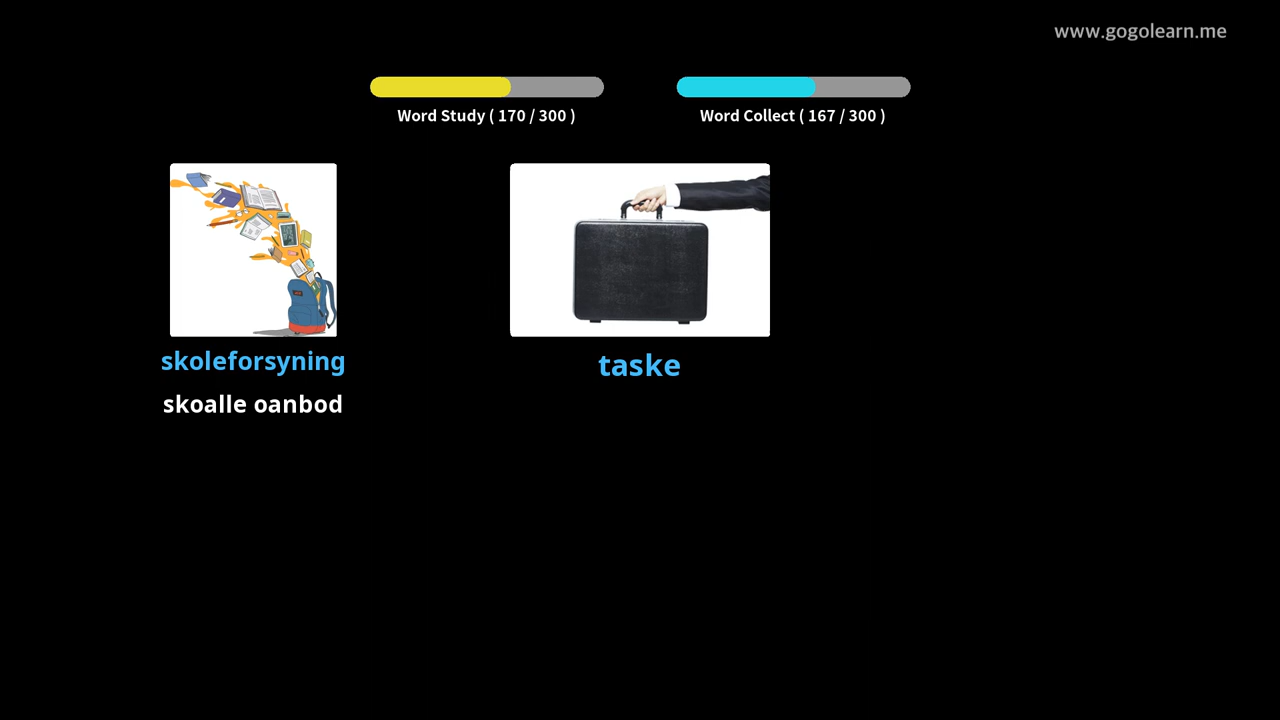 www.gogolearn.me
Word Study ( 170 / 300 )
Word Collect ( 167 / 300 )
skoleforsyning
skoalle oanbod
taske